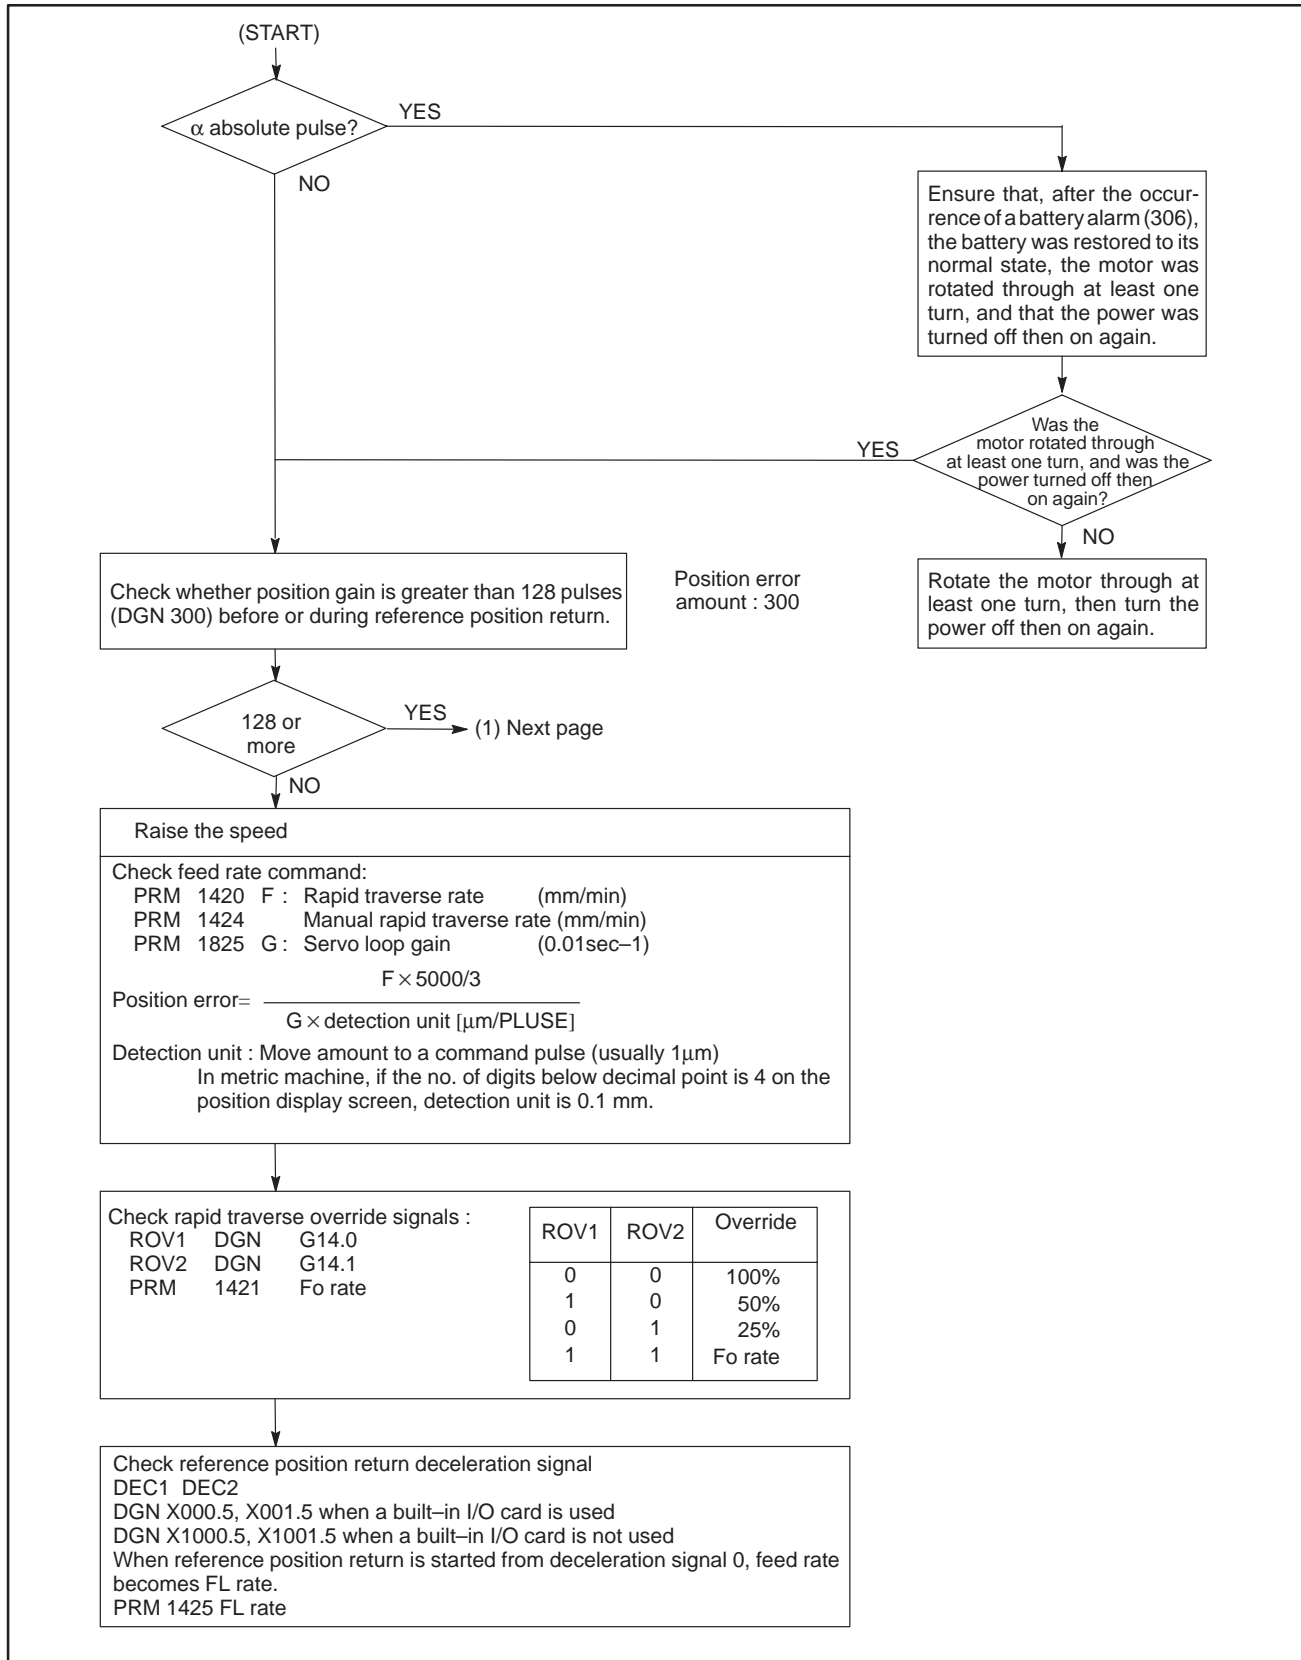 (START)
α absolute pulse?
YES
NO
Ensure that, after the occur-
rence of a battery alarm (306),
the battery was restored to its
normal state, the motor was
rotated through at least one
turn, and that the power was
turned off then on again.
Was the
motor rotated through
at least one turn, and was the
power turned off then
on again?
YES
NO
Rotate the motor through at
least one turn, then turn the
power off then on again.
Check whether position gain is greater than 128 pulses
(DGN 300) before or during reference position return.
Position error
amount : 300
128 or
more
YES
(1) Next page
NO
Raise the speed
Check feed rate command:
PRM 1420 F : Rapid traverse rate (mm/min)
PRM 1424 Manual rapid traverse rate (mm/min)
PRM 1825 G : Servo loop gain (0.01sec–1)
F × 5000/3
Position error=
G × detection unit [µm/PLUSE]
Detection unit : Move amount to a command pulse (usually 1µm)
In metric machine, if the no. of digits below decimal point is 4 on the
position display screen, detection unit is 0.1 mm.
Check rapid traverse override signals :
ROV1 DGN G14.0
ROV2 DGN G14.1
PRM 1421 Fo rate
ROV1 ROV2 Override
0 0 100%
1 0 50%
0 1 25%
1 1 Fo rate
Check reference position return deceleration signal
DEC1 DEC2
DGN X000.5, X001.5 when a built–in I/O card is used
DGN X1000.5, X1001.5 when a built–in I/O card is not used
When reference position return is started from deceleration signal 0, feed rate
becomes FL rate.
PRM 1425 FL rate